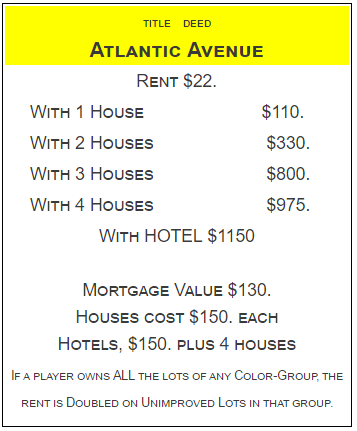 TITLE DEED
ATLANTIC AVENUE
RENT $22.
WITH 1 HOUSE $110.
WITH 2 HOUSES $330.
WITH 3 HOUSES $800.
WITH 4 HOUSES $975.
WITH HOTEL $1150
MORTGAGE VALUE $130.
HOUSES COST $150. EACH
HOTELS, $150. PLUS 4 HOUSES
IF A PLAYER OWNS ALL THE LOTS OF ANY COLOR-GROUP, THE
RENT IS DOUBLED ON UNIMPROVED LOTS IN THAT GROUP.